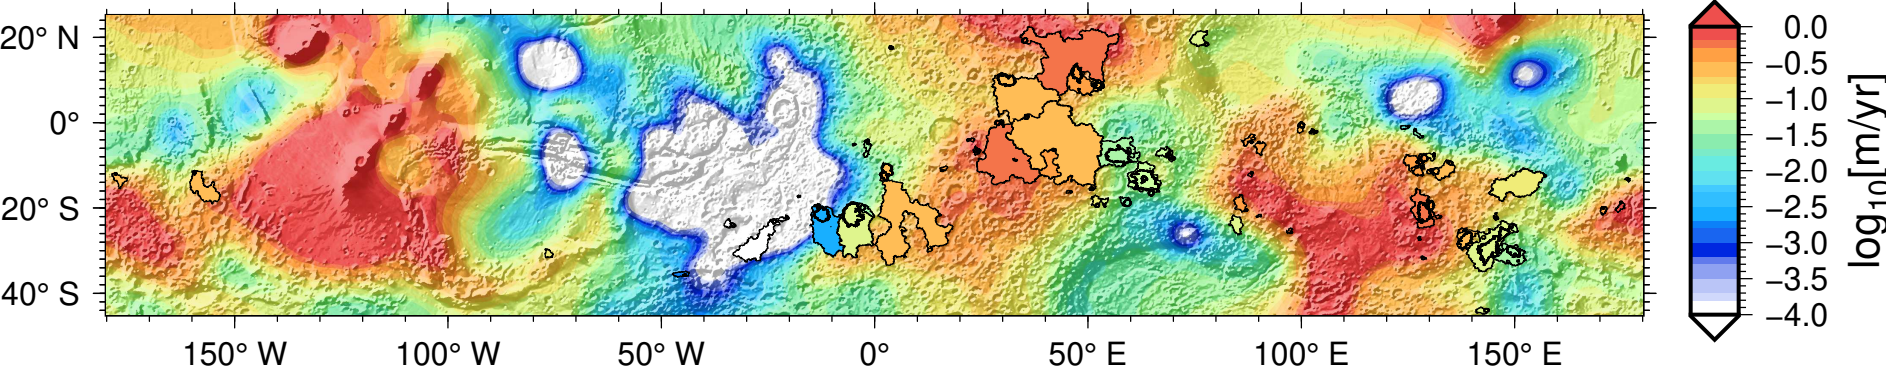 20° N
0°
20° S
40° S
150° W
100° W
50° W
0°
50° E
100° E
150° E
0.0
−0.5
−1.0
−1.5
−2.0
−2.5
−3.0
−3.5
−4.0
log10[m/yr]